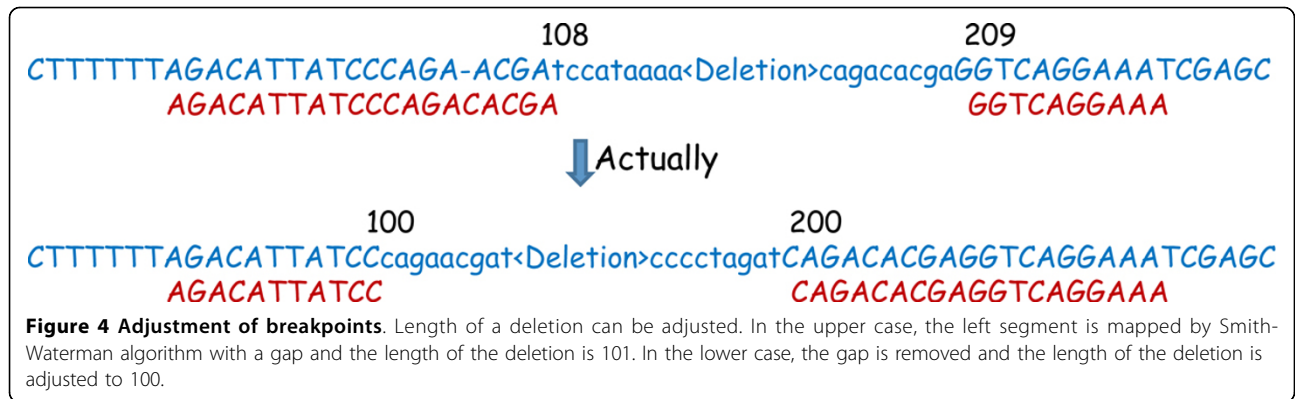 108 209
CTTTTTTAGACATTATCCCAGA-ACGAtccataaaa<Deletion>cagacacgaGGTCAGGAAATCGAGC
AGACATTATCCCAGACACGA GGTCAGGAAA
Actually
100 200
CTTTTTTAGACATTATCCcagaacgat<Deletion>cccctagatCAGACACGAGGTCAGGAAATCGAGC
AGACATTATCC CAGACACGAGGTCAGGAAA
Figure 4 Adjustment of breakpoints. Length of a deletion can be adjusted. In the upper case, the left segment is mapped by Smith-
Waterman algorithm with a gap and the length of the deletion is 101. In the lower case, the gap is removed and the length of the deletion is
adjusted to 100.